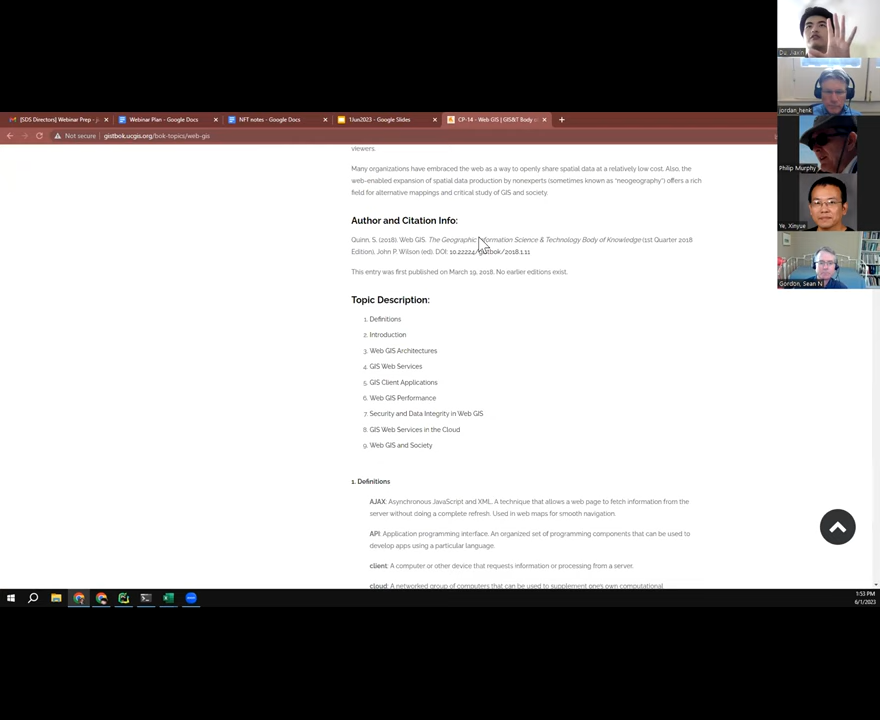 [SDS Directors] Webinar Prep - j
Webinar Plan - Google Docs
NFT notes - Google Docs
1Jun2023 - Google Slides
CP-14 - Web GIS | GIS&T Body o
Not secure | gistbok.ucgis.org/bok-topics/web-gis
viewers.
Many organizations have embraced the web as a way to openly share spatial data at a relatively low cost. Also, the
web-enabled expansion of spatial data production by nonexperts (sometimes known as "neogeography") offers a rich
field for alternative mappings and critical study of GIS and society.
Author and Citation Info:
Quinn, S. (2018). Web GIS. The Geographic Information Science & Technology Body of Knowledge (1st Quarter 2018
Edition), John P. Wilson (ed). DOI: 10.22224/gistbok/2018.1.11
This entry was first published on March 19, 2018. No earlier editions exist.
Topic Description:
1. Definitions
2. Introduction
3. Web GIS Architectures
4. GIS Web Services
5. GIS Client Applications
6. Web GIS Performance
7. Security and Data Integrity in Web GIS
8. GIS Web Services in the Cloud
9. Web GIS and Society
1. Definitions
AJAX: Asynchronous JavaScript and XML. A technique that allows a web page to fetch information from the
server without doing a complete refresh. Used in web maps for smooth navigation.
API: Application programming interface. An organized set of programming components that can be used to
develop apps using a particular language.
client: A computer or other device that requests information or processing from a server.
cloud: A networked group of computers that can be used to supplement one's own computational
Du, Jiaxin
jordan_henk
Philip Murphy
Ye, Xinyue
Gordon, Sean N
1:53 PM
6/1/2023